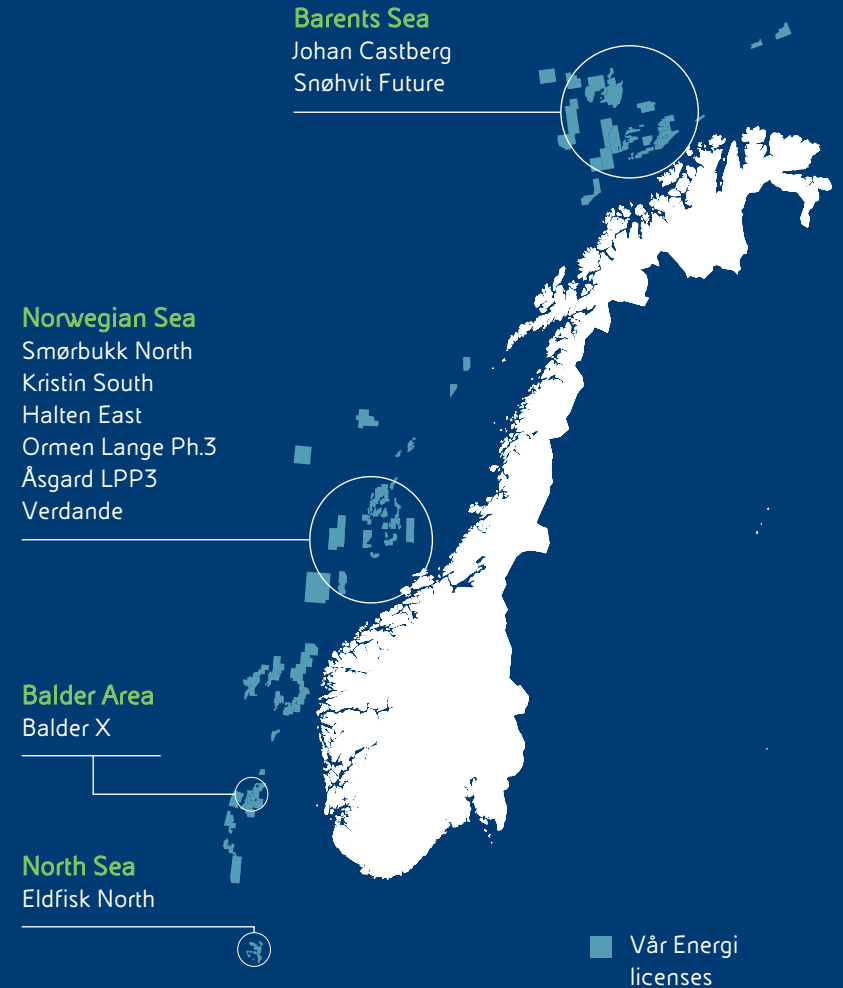 Barents Sea
Johan Castberg
Snøhvit Future
Norwegian Sea
Smørbukk North
Kristin South
Halten East
Ormen Lange Ph.3
Åsgard LPP3
Verdande
Balder Area
Balder X
North Sea
Eldfisk North
Vår Energi
licenses